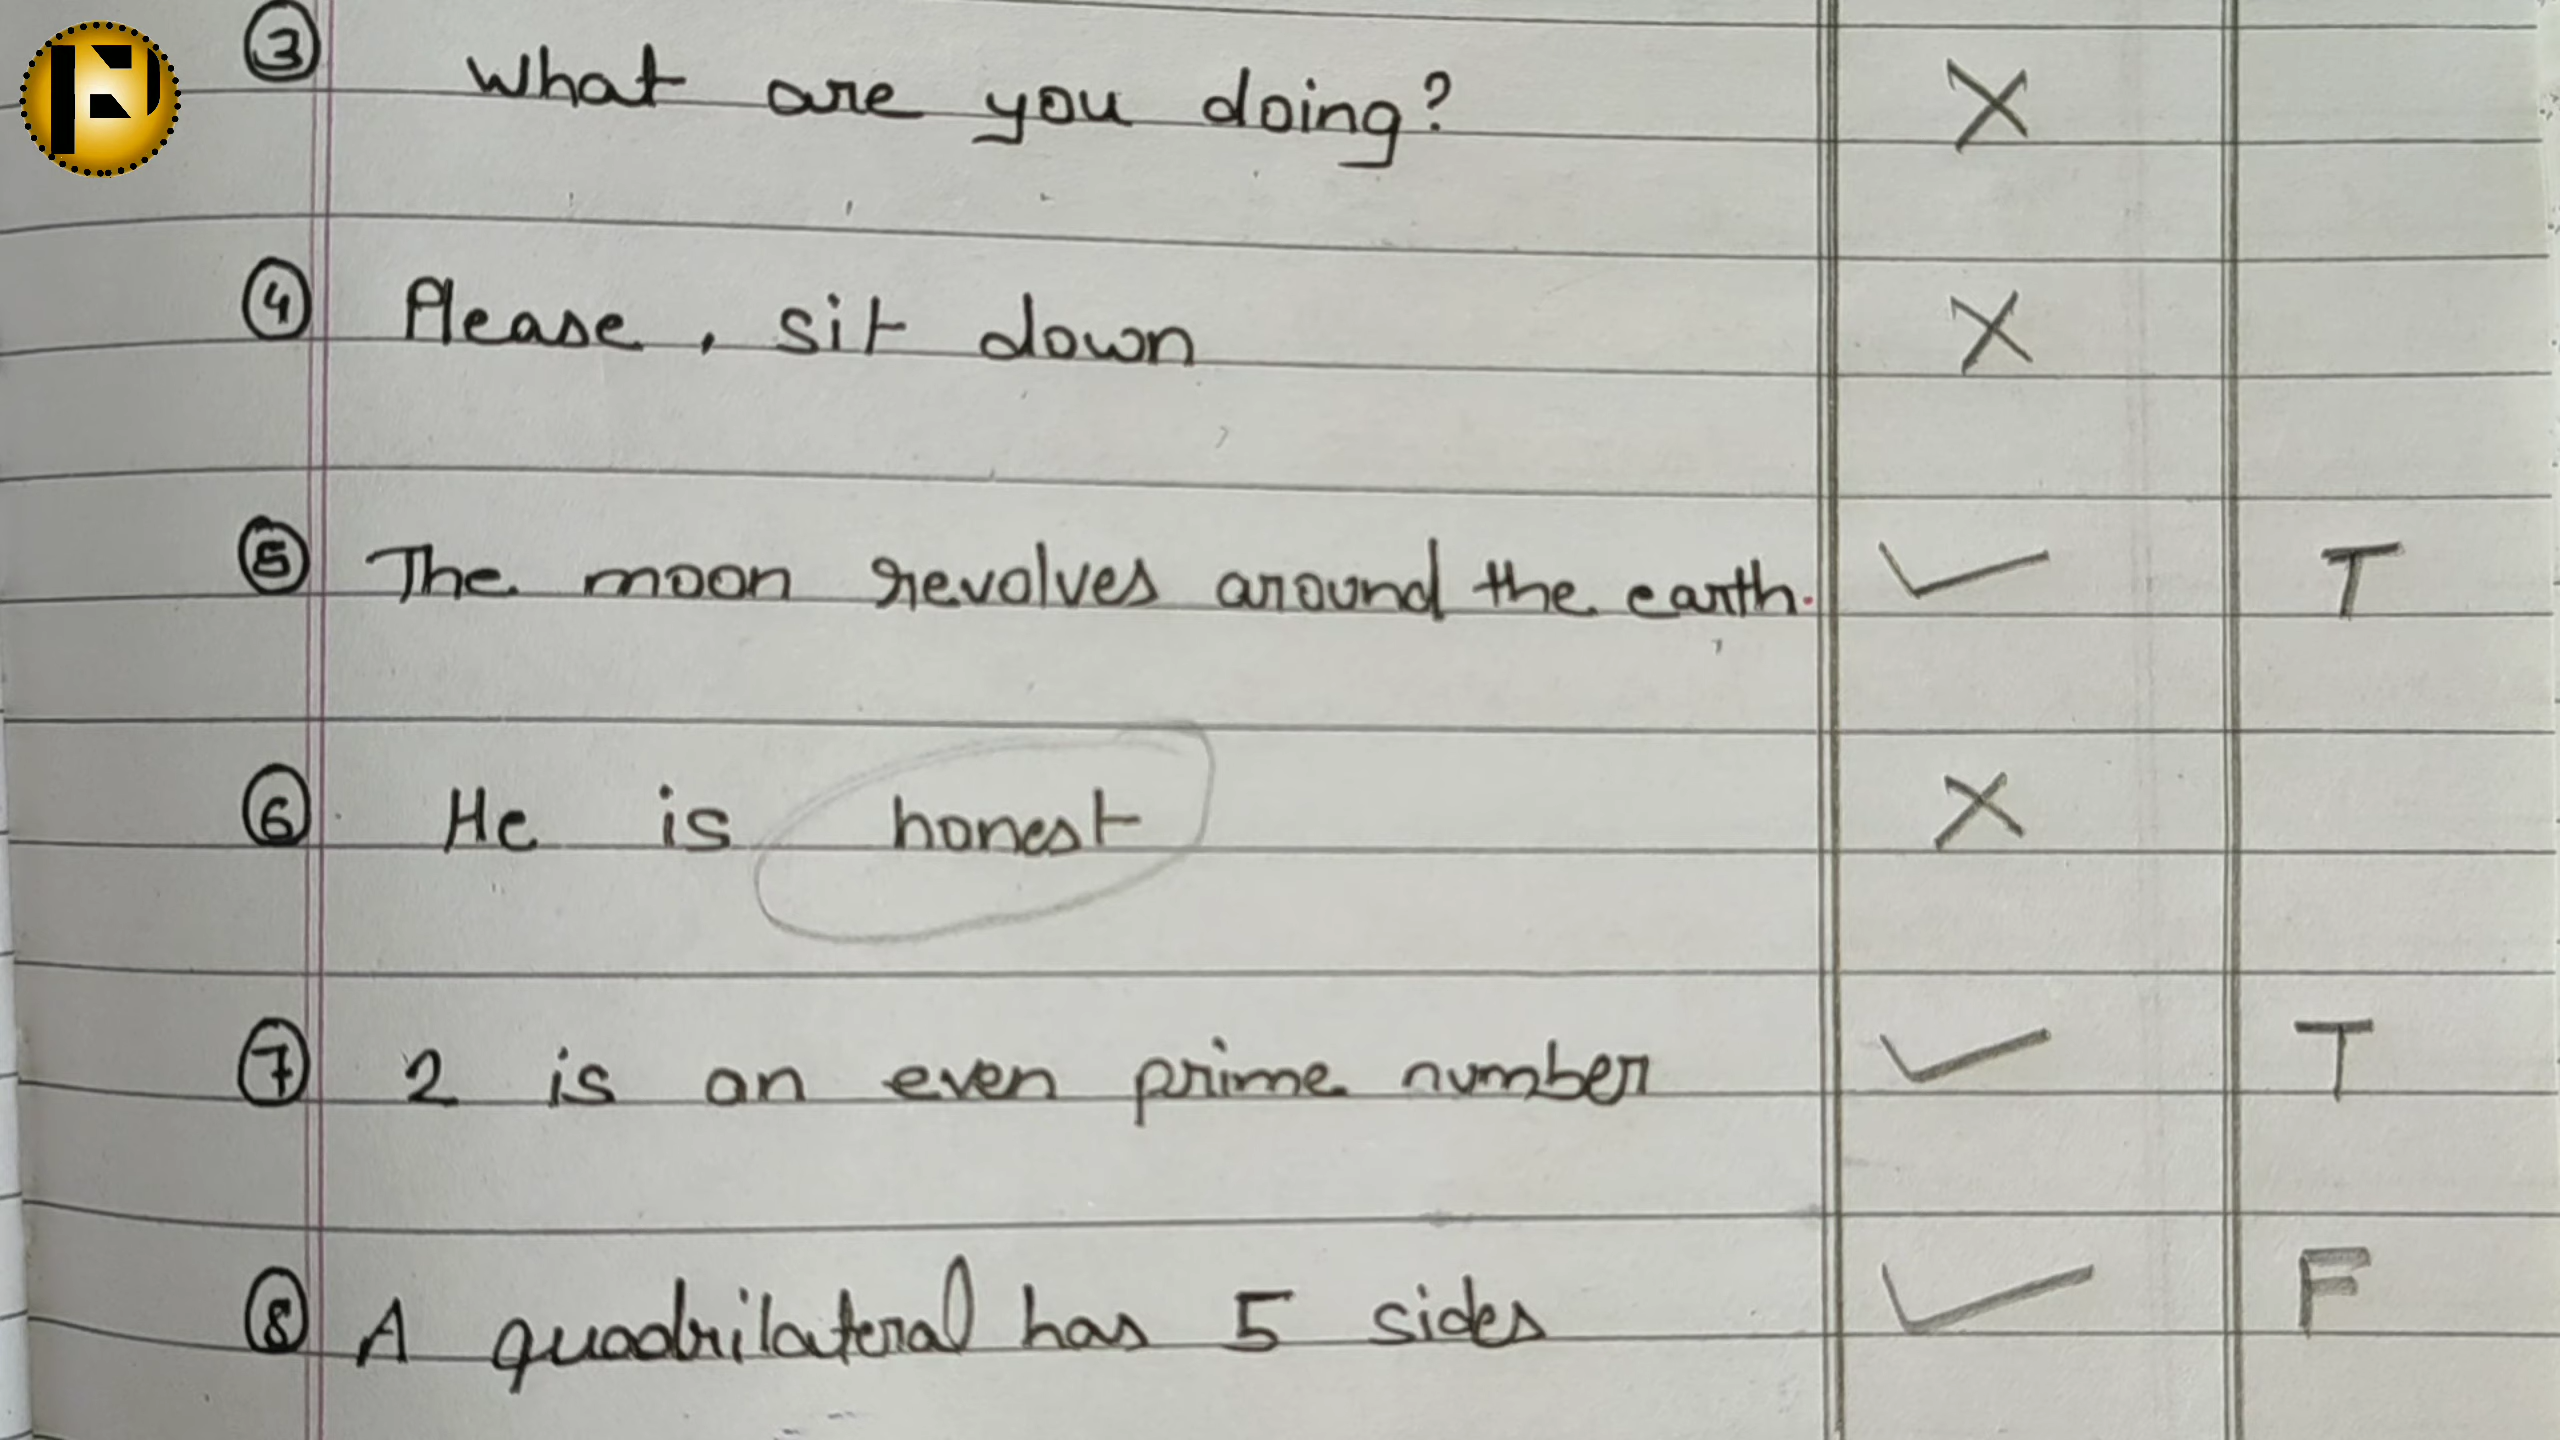 ③ What are you doing? X
④ Please, sit down X
⑤ The moon revolves around the earth. ✓ T
⑥ He is honest X
⑦ 2 is an even prime number ✓ T
⑧ A quadrilateral has 5 sides ✓ F